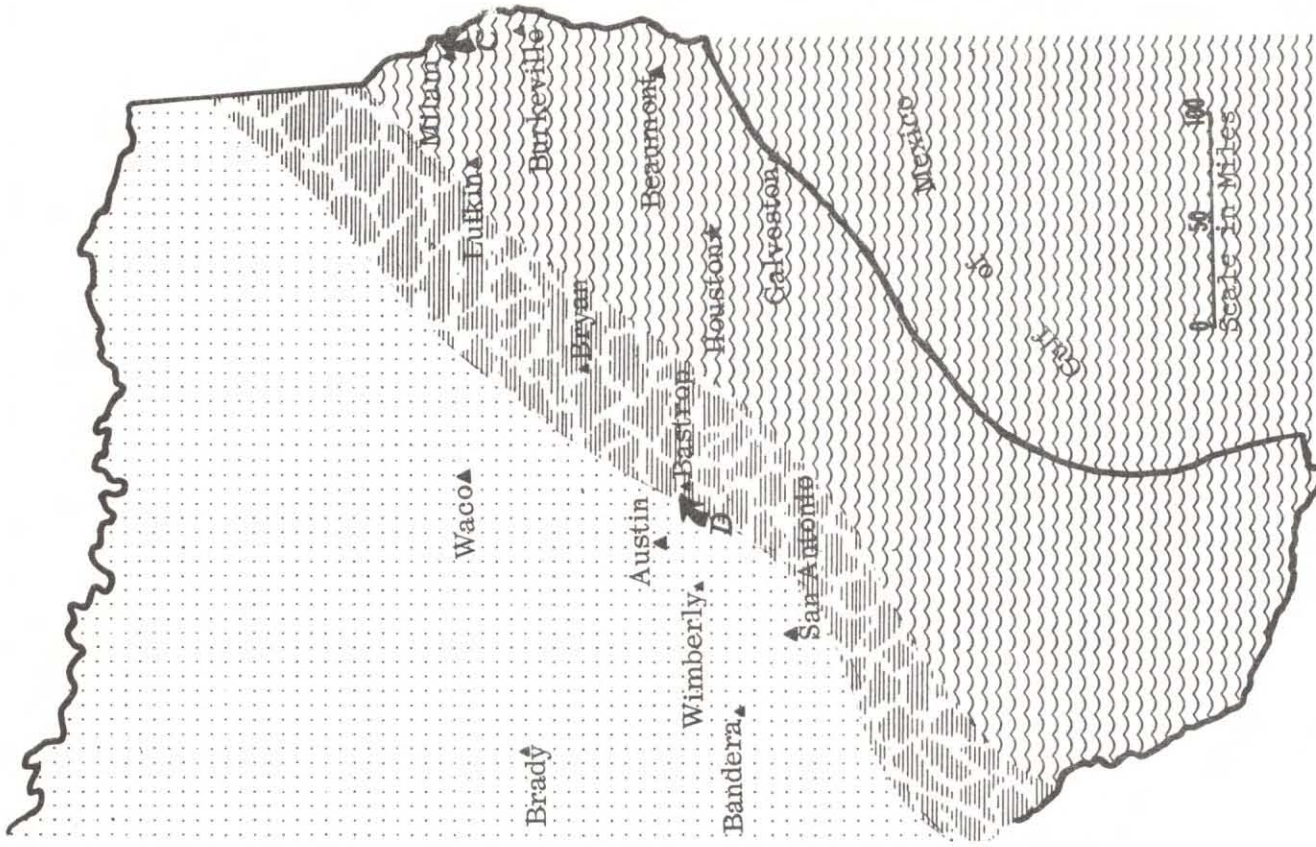 Milam
C
Burkeville
Lufkin
Beaumont
Bryan
Houston
Galveston
Gulf
of
Mexico
Waco
Austin
Bastrop
D
Wimberly
San Antonio
Brady
Bandera
0 50 100
Scale in Miles